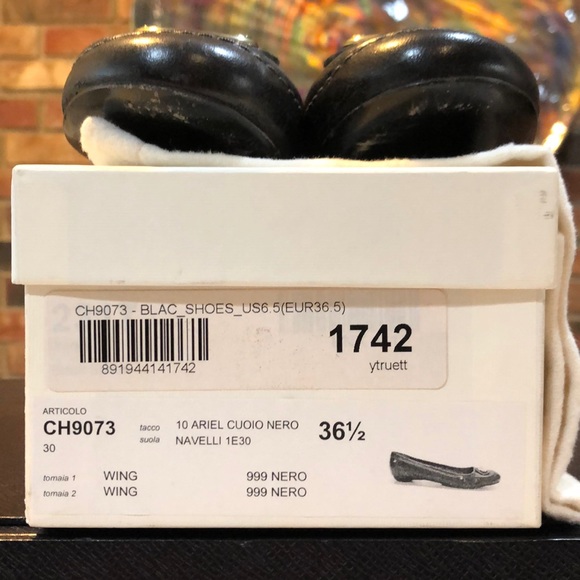 CH9073 - BLAC_SHOES_US6.5(EUR36.5)
891944141742
1742
ytruett
ARTICOLO
CH9073 tacco 10 ARIEL CUOIO NERO 36½
30 suola NAVELLI 1E30
tomaia 1 WING 999 NERO
tomaia 2 WING 999 NERO